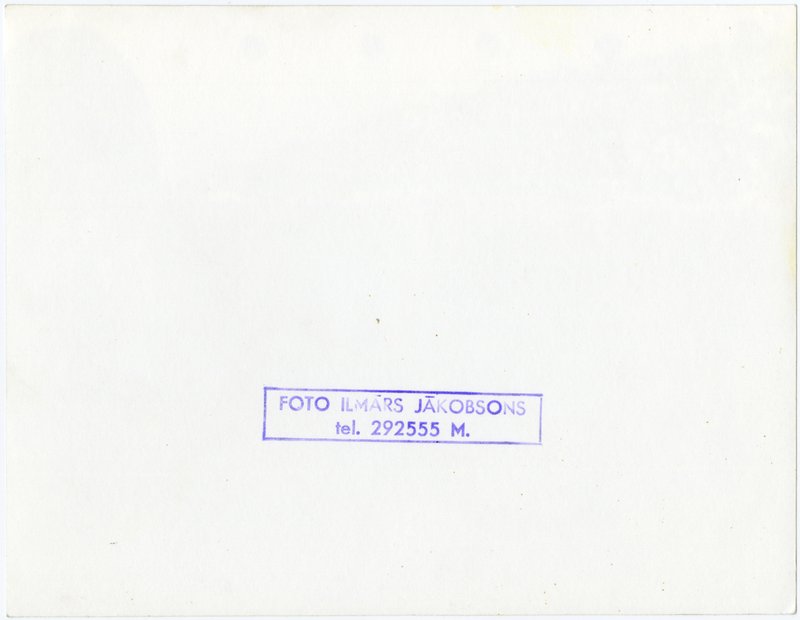 FOTO ILMĀRS JĀKOBSONS
tel. 292555 M.